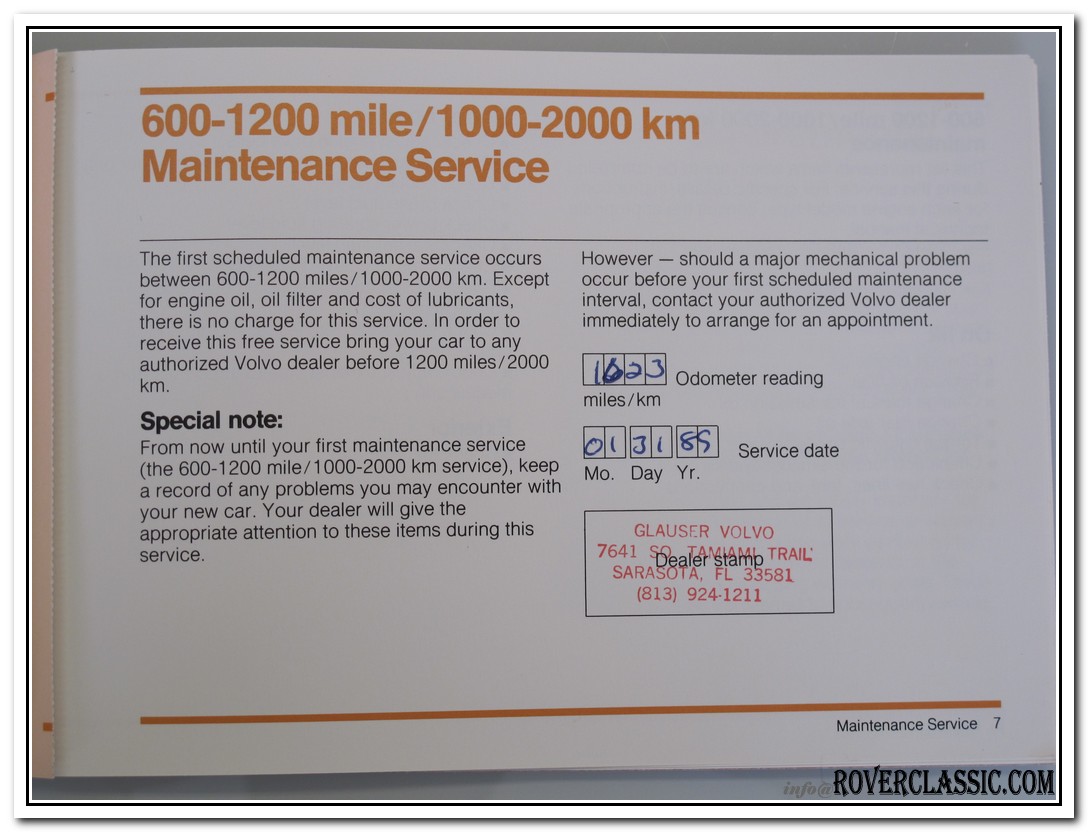 600-1200 mile/1000-2000 km
Maintenance Service
The first scheduled maintenance service occurs
between 600-1200 miles/1000-2000 km. Except
for engine oil, oil filter and cost of lubricants,
there is no charge for this service. In order to
receive this free service bring your car to any
authorized Volvo dealer before 1200 miles/2000
km.
Special note:
From now until your first maintenance service
(the 600-1200 mile/1000-2000 km service), keep
a record of any problems you may encounter with
your new car. Your dealer will give the
appropriate attention to these items during this
service.
However — should a major mechanical problem
occur before your first scheduled maintenance
interval, contact your authorized Volvo dealer
immediately to arrange for an appointment.
Odometer reading
miles/km
01 31 85 Service date
Mo. Day Yr.
GLAUSER VOLVO
7641 SO. TAMIAMI TRAIL
Dealer stamp
SARASOTA, FL 33581
(813) 924-1211
Maintenance Service 7
info@
ROVERCLASSIC.COM